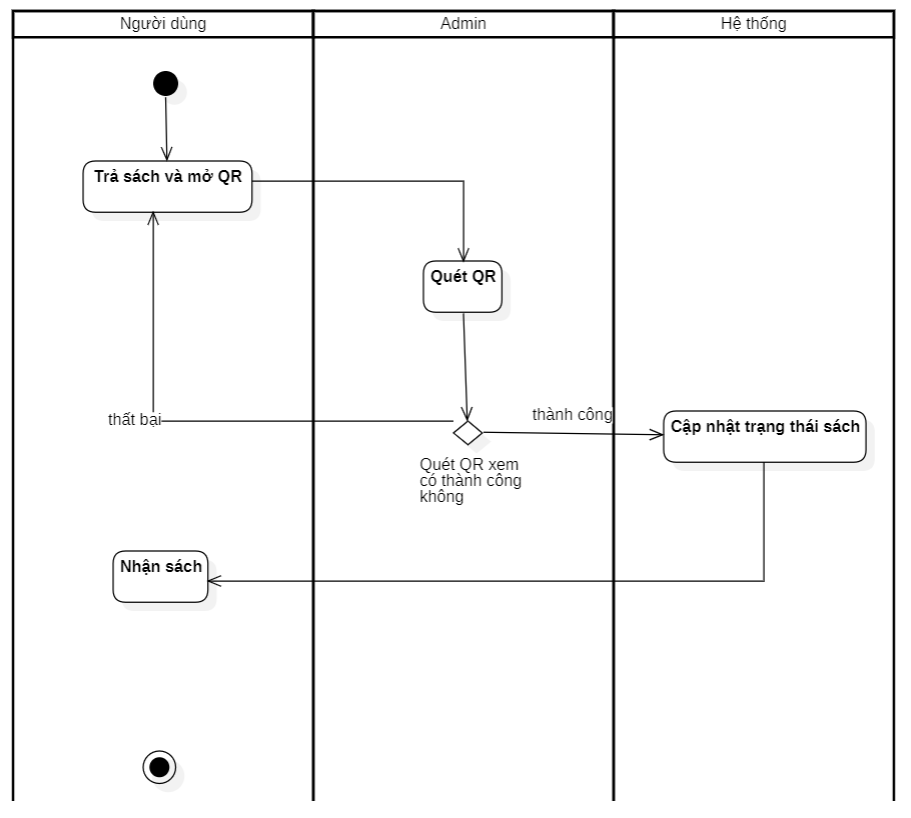 Người dùng
Admin
Hệ thống
Trả sách và mở QR
Quét QR
thất bại
thành công
Cập nhật trạng thái sách
Quét QR xem
có thành công
không
Nhận sách